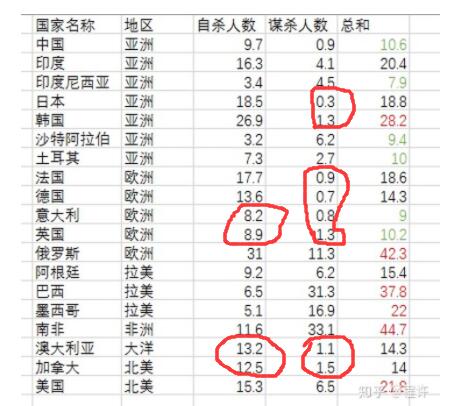 国家名称 地区 自杀人数 谋杀人数 总和
中国 亚洲 9.7 0.9 10.6
印度 亚洲 16.3 4.1 20.4
印度尼西亚 亚洲 3.4 4.5 7.9
日本 亚洲 18.5 0.3 18.8
韩国 亚洲 26.9 1.3 28.2
沙特阿拉伯 亚洲 3.2 6.2 9.4
土耳其 亚洲 7.3 2.7 10
法国 欧洲 17.7 0.9 18.6
德国 欧洲 13.6 0.7 14.3
意大利 欧洲 8.2 0.8 9
英国 欧洲 8.9 1.3 10.2
俄罗斯 欧洲 31 11.3 42.3
阿根廷 拉美 9.2 6.2 15.4
巴西 拉美 6.5 31.3 37.8
墨西哥 拉美 5.1 16.9 22
南非 非洲 11.6 33.1 44.7
澳大利亚 大洋 13.2 1.1 14.3
加拿大 北美 12.5 1.5 14
美国 北美 15.3 6.5 21.8
知乎